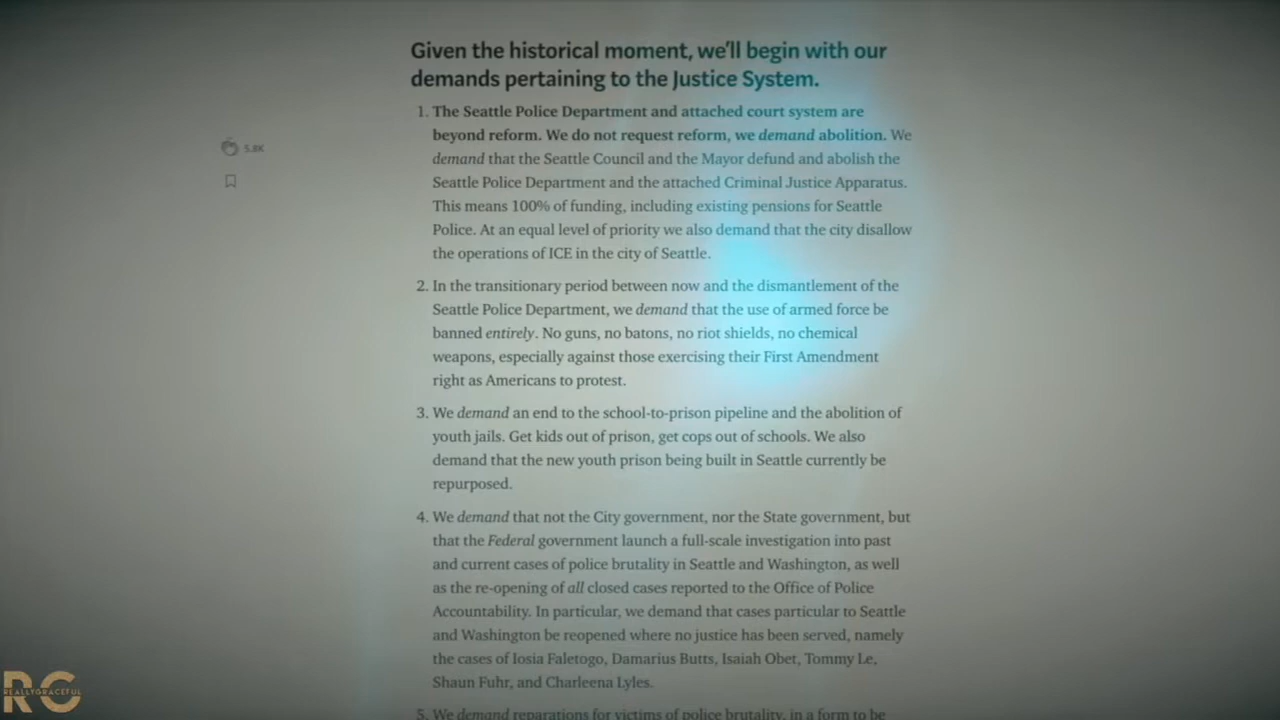 Given the historical moment, we'll begin with our
demands pertaining to the Justice System.
1. The Seattle Police Department and attached court system are
beyond reform. We do not request reform, we demand abolition. We
demand that the Seattle Council and the Mayor defund and abolish the
Seattle Police Department and the attached Criminal Justice Apparatus.
This means 100% of funding, including existing pensions for Seattle
Police. At an equal level of priority we also demand that the city disallow
the operations of ICE in the city of Seattle.
5.8K
2. In the transitionary period between now and the dismantlement of the
Seattle Police Department, we demand that the use of armed force be
banned entirely. No guns, no batons, no riot shields, no chemical
weapons, especially against those exercising their First Amendment
right as Americans to protest.
3. We demand an end to the school-to-prison pipeline and the abolition of
youth jails. Get kids out of prison, get cops out of schools. We also
demand that the new youth prison being built in Seattle currently be
repurposed.
4. We demand that not the City government, nor the State government, but
that the Federal government launch a full-scale investigation into past
and current cases of police brutality in Seattle and Washington, as well
as the re-opening of all closed cases reported to the Office of Police
Accountability. In particular, we demand that cases particular to Seattle
and Washington be reopened where no justice has been served, namely
the cases of Iosia Faletogo, Damarius Butts, Isaiah Obet, Tommy Le,
Shaun Fuhr, and Charleena Lyles.
5. We demand reparations for victims of police brutality, in a form to be
RG
REALLYGRACEFUL